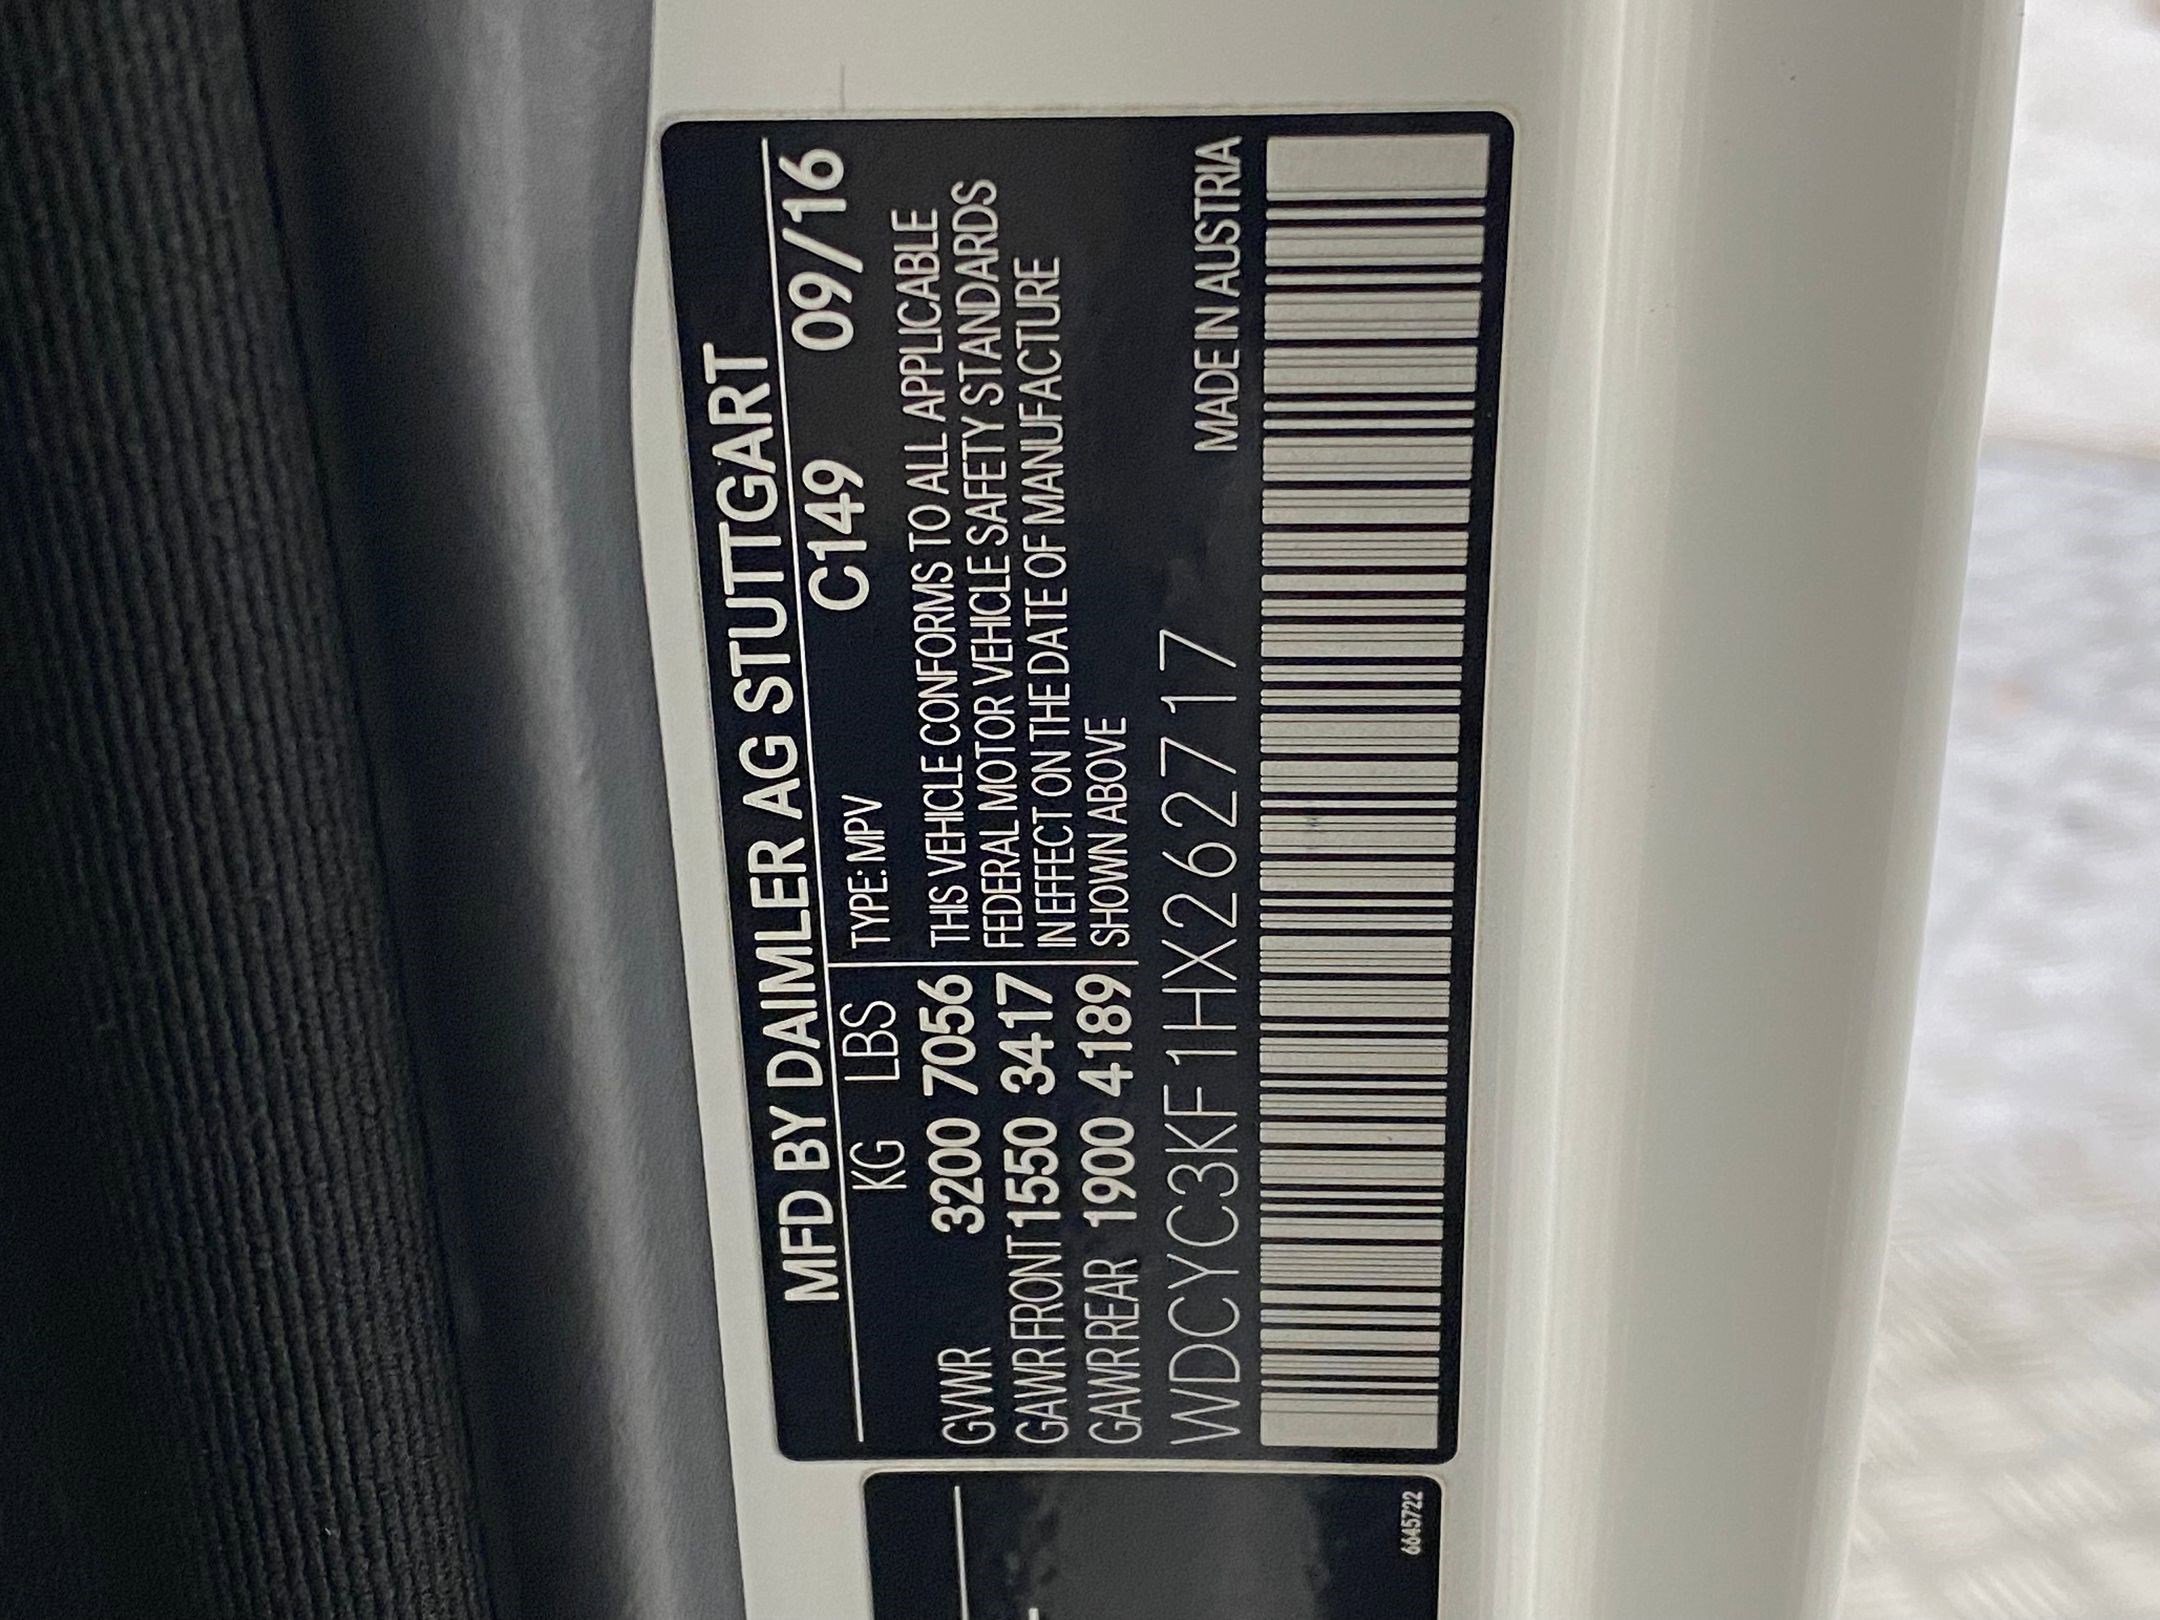 MFD BY DAIMLER AG STUTTGART
KG LBS TYPE: MPV C149 09/16
GVWR 3200 7056 THIS VEHICLE CONFORMS TO ALL APPLICABLE
GAWR FRONT 1550 3417 FEDERAL MOTOR VEHICLE SAFETY STANDARDS
IN EFFECT ON THE DATE OF MANUFACTURE
GAWR REAR 1900 4189 SHOWN ABOVE
WDCYC3KF1HX262717 MADE IN AUSTRIA
6645722